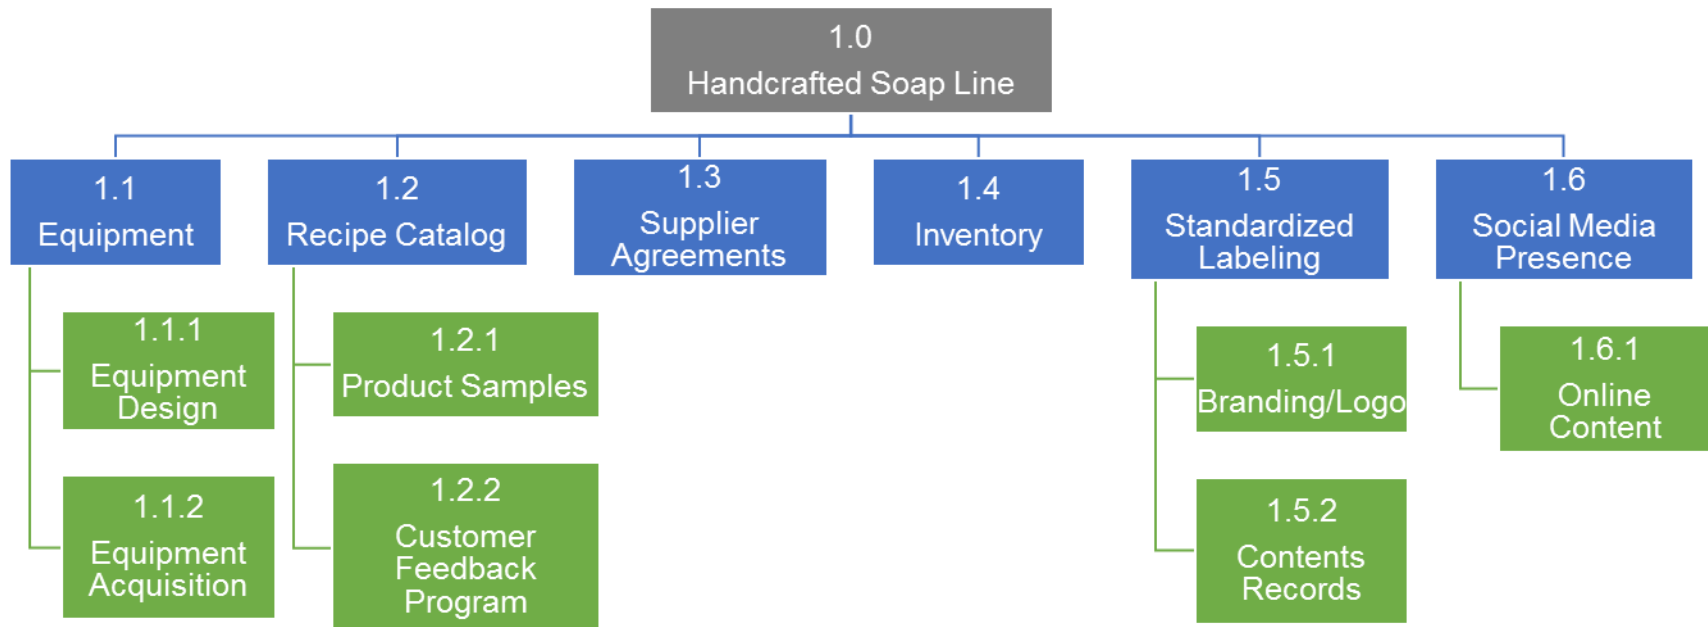 1.0
Handcrafted Soap Line
1.1
Equipment
1.2
Recipe Catalog
1.3
Supplier
Agreements
1.4
Inventory
1.5
Standardized
Labeling
1.6
Social Media
Presence
1.1.1
Equipment
Design
1.1.2
Equipment
Acquisition
1.2.1
Product Samples
1.2.2
Customer
Feedback
Program
1.5.1
Branding/Logo
1.5.2
Contents
Records
1.6.1
Online
Content